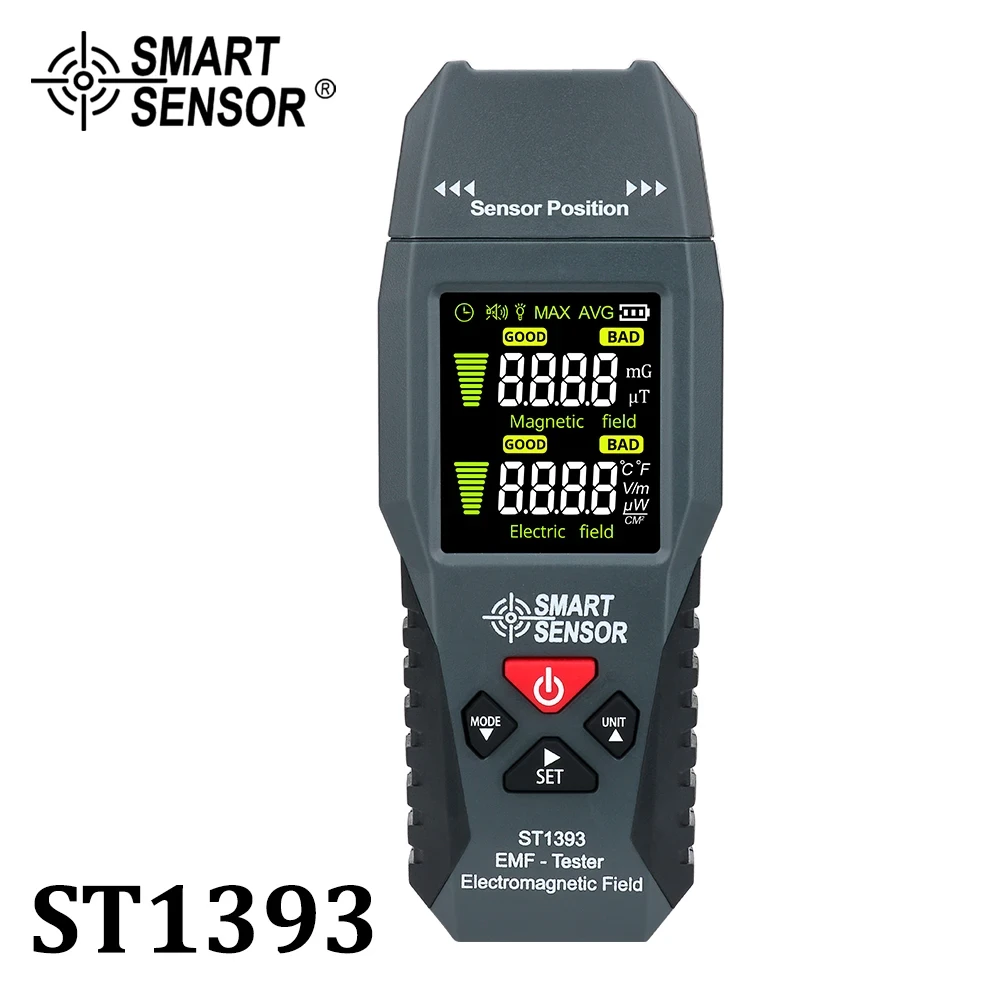 SMART
SENSOR®
◀◀◀ ▶▶▶
Sensor Position
MAX AVG
GOOD BAD
8.8.8.8 mG
μT
Magnetic field
GOOD BAD
8.8.8.8 °C °F
V/m
μW
CM²
Electric field
SMART
SENSOR
MODE
▼
UNIT
▲
▶
SET
ST1393
EMF - Tester
Electromagnetic Field
ST1393